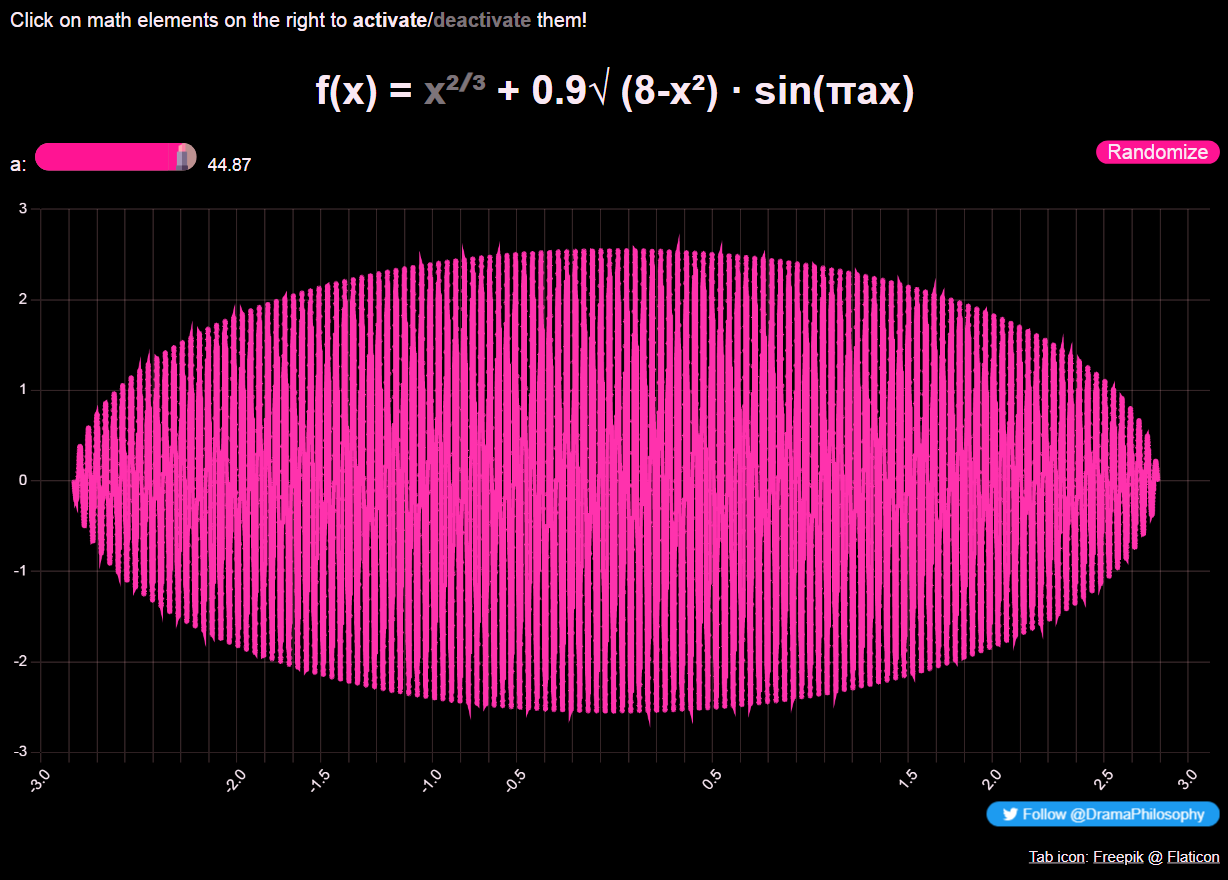 Click on math elements on the right to activate/deactivate them!
f(x) = x²ᐟ³ + 0.9√ (8-x²) · sin(πax)
a: 44.87
Randomize
3
2
1
0
-1
-2
-3
-3.0 -2.0 -1.5 -1.0 -0.5 0.5 1.5 2.0 2.5 3.0
Follow @DramaPhilosophy
Tab icon: Freepik @ Flaticon